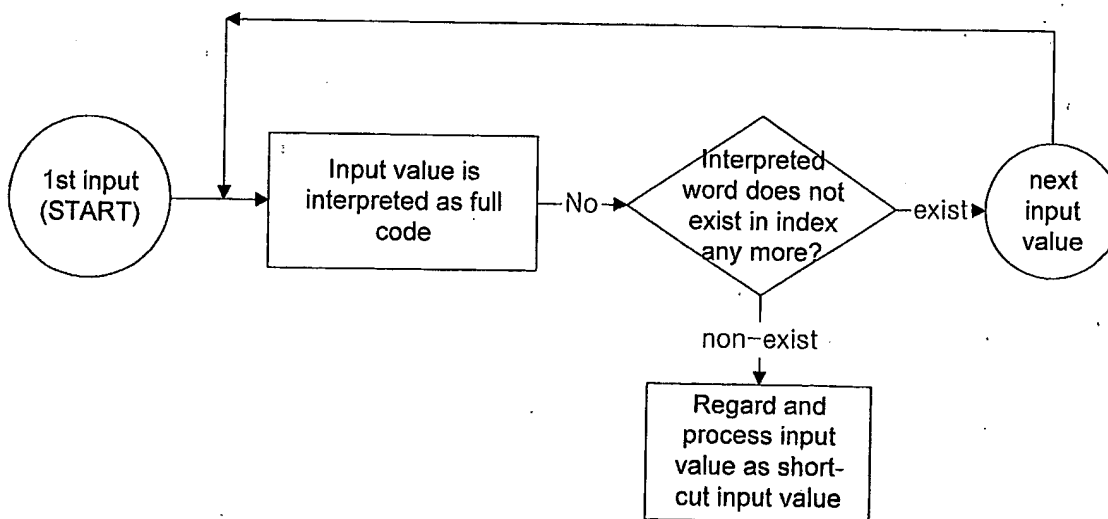 1st input
(START)
Input value is
interpreted as full
code
No
Interpreted
word does not
exist in index
any more?
exist
next
input
value
non-exist
Regard and
process input
value as short-
cut input value